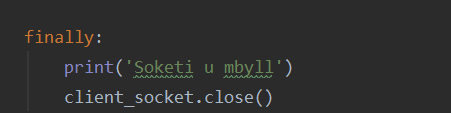 finally:
    print('Soketi u mbyll')
    client_socket.close()